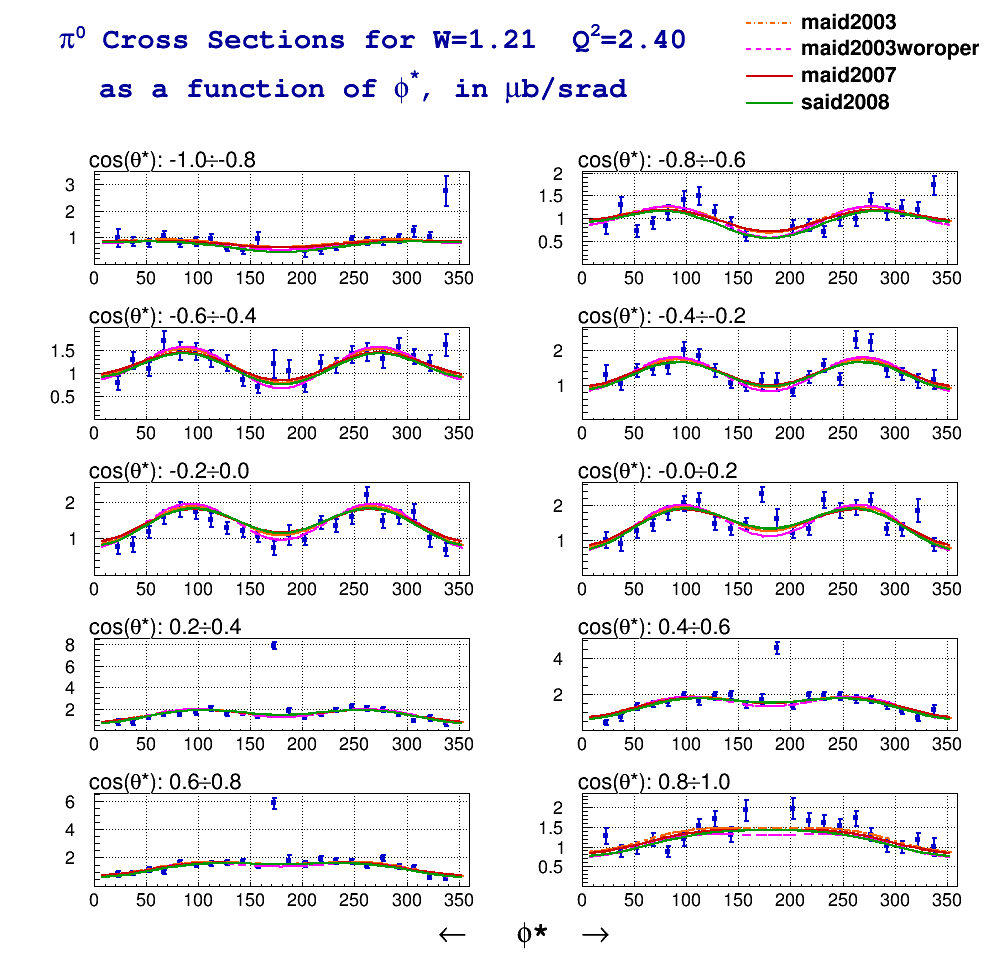 π⁰ Cross Sections for W=1.21 Q²=2.40
as a function of ϕ*, in μb/srad
maid2003
maid2003woroper
maid2007
said2008
cos(θ*): -1.0÷-0.8
3
2
1
0 50 100 150 200 250 300 350
cos(θ*): -0.8÷-0.6
2
1.5
1
0.5
0 50 100 150 200 250 300 350
cos(θ*): -0.6÷-0.4
1.5
1
0.5
0 50 100 150 200 250 300 350
cos(θ*): -0.4÷-0.2
2
1
0 50 100 150 200 250 300 350
cos(θ*): -0.2÷0.0
2
1
0 50 100 150 200 250 300 350
cos(θ*): -0.0÷0.2
2
1
0 50 100 150 200 250 300 350
cos(θ*): 0.2÷0.4
8
6
4
2
0 50 100 150 200 250 300 350
cos(θ*): 0.4÷0.6
4
2
0 50 100 150 200 250 300 350
cos(θ*): 0.6÷0.8
6
4
2
0 50 100 150 200 250 300 350
cos(θ*): 0.8÷1.0
2
1.5
1
0.5
0 50 100 150 200 250 300 350
← ϕ* →